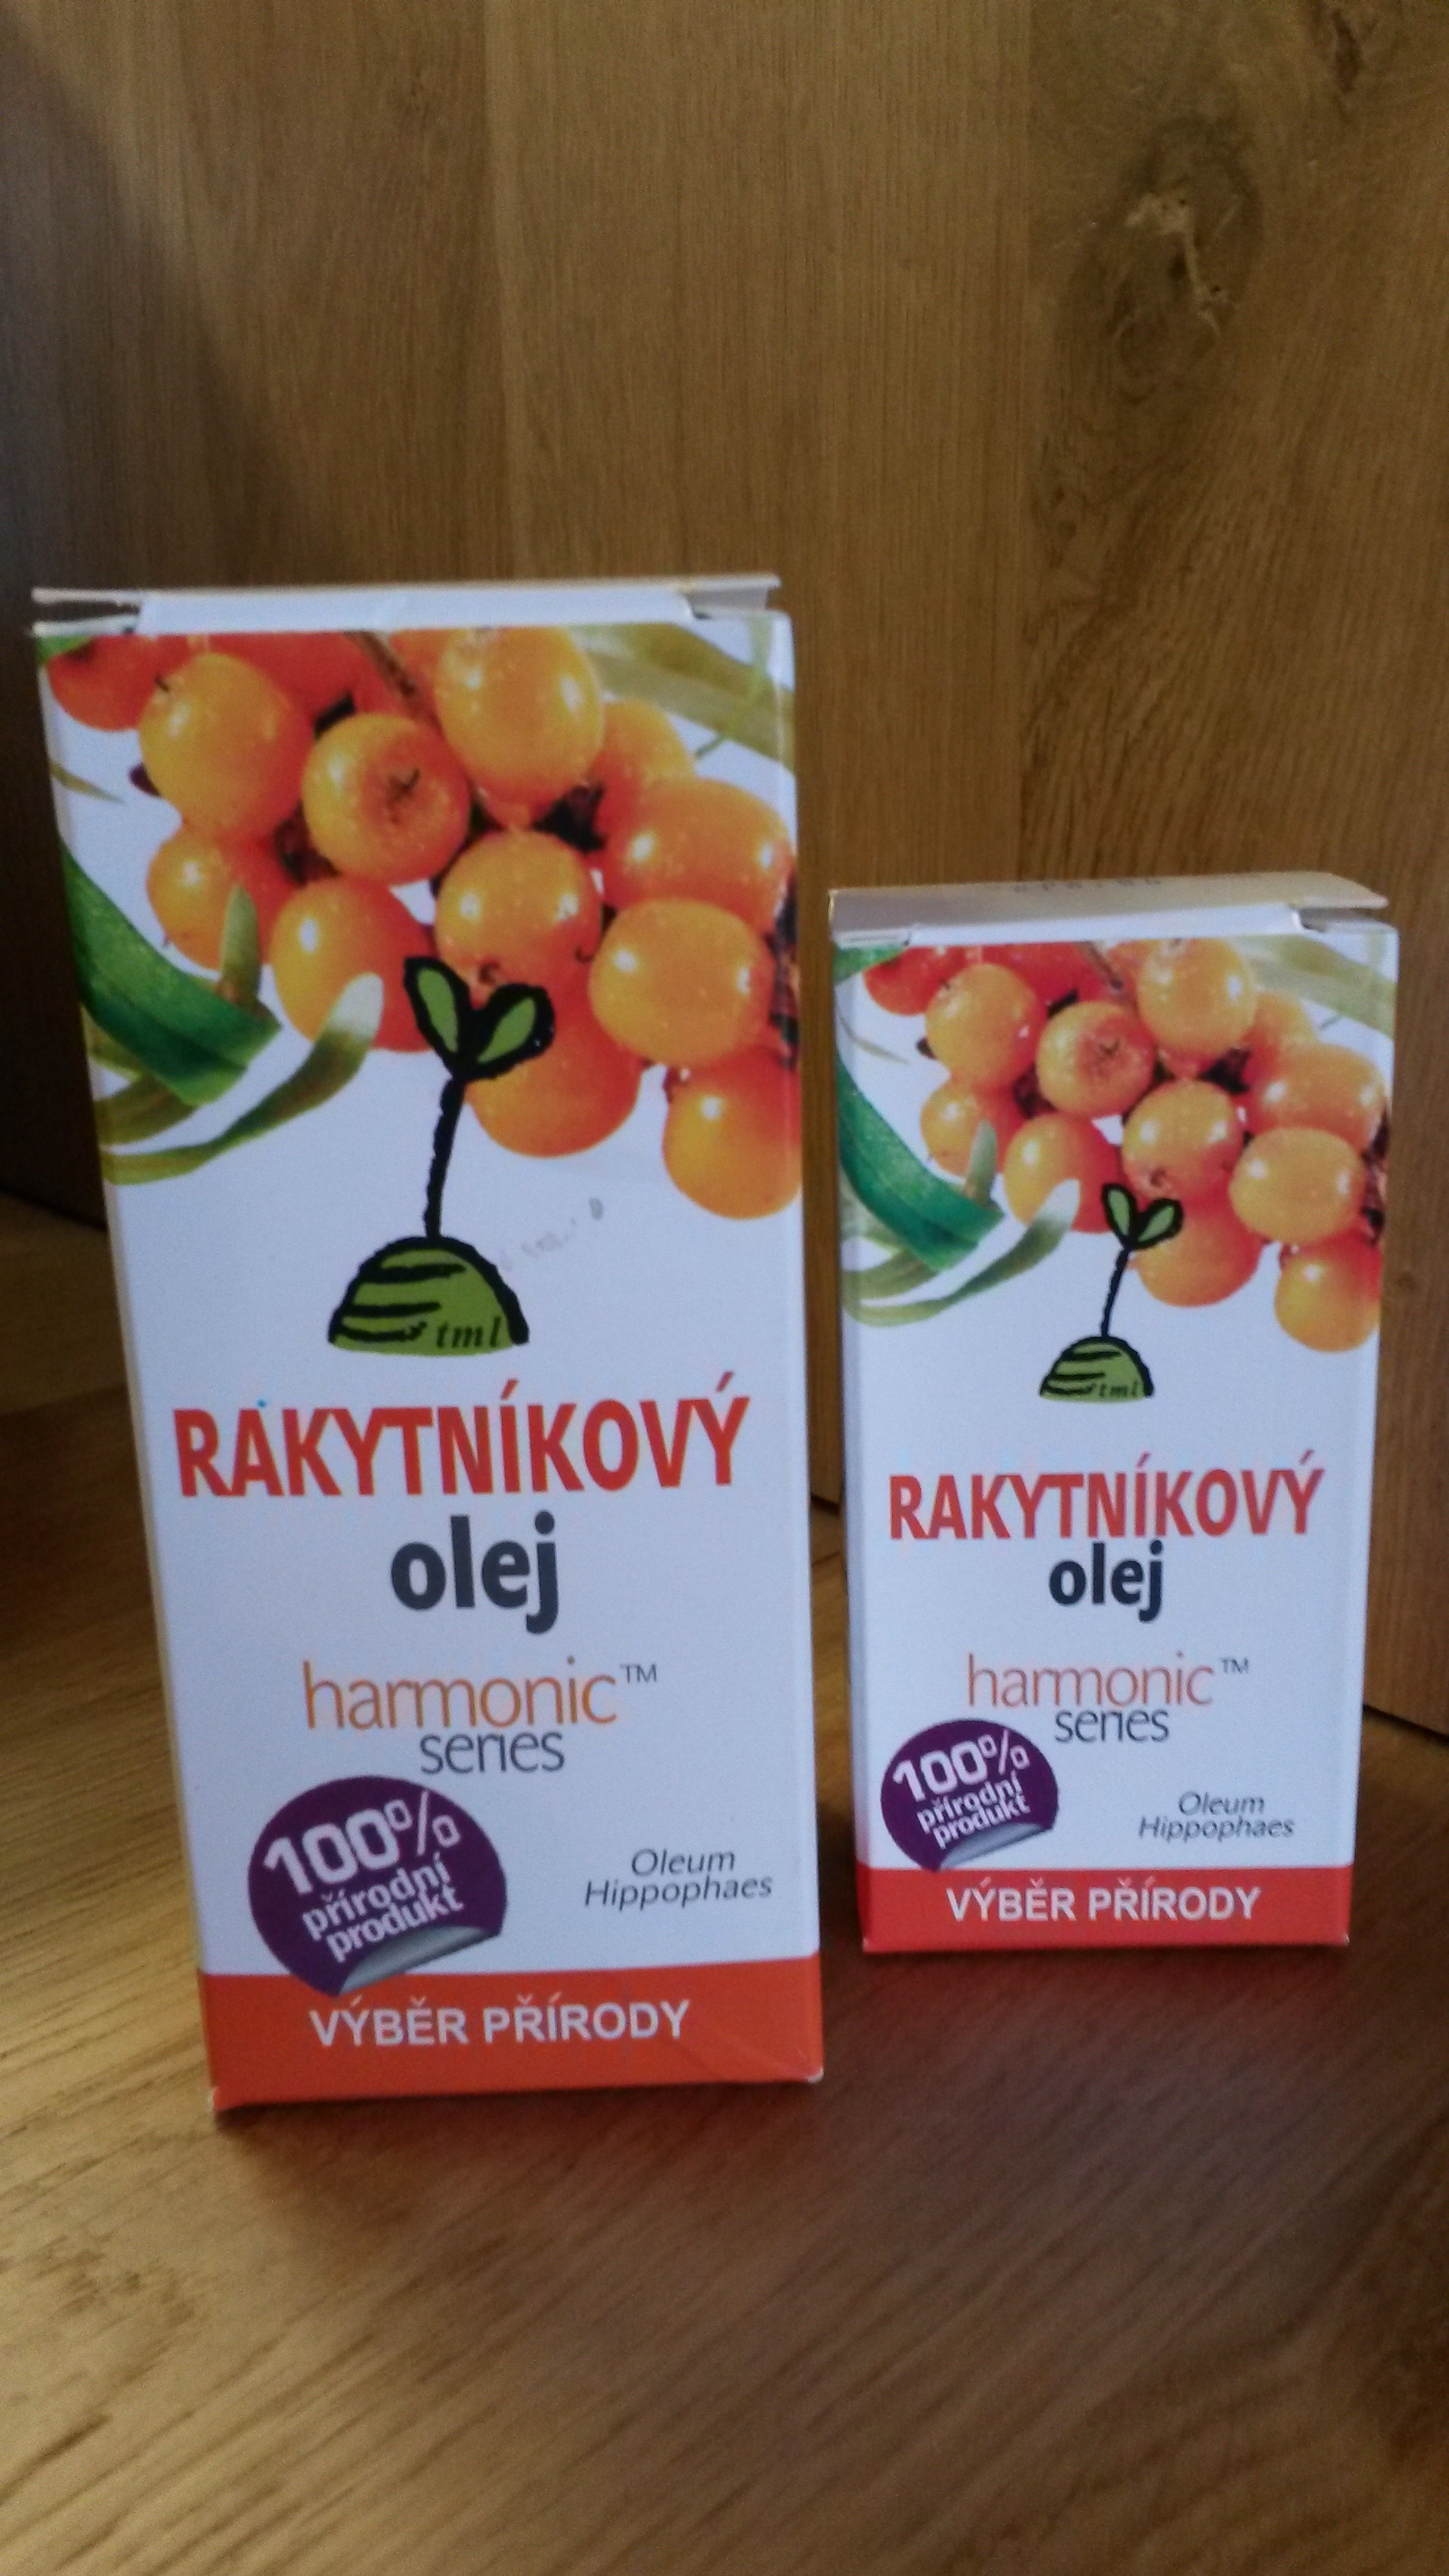 tml
RAKYTNÍKOVÝ
olej
harmonic™
series
100%
přírodní
produkt
Oleum
Hippophaes
VÝBĚR PŘÍRODY
tml
RAKYTNÍKOVÝ
olej
harmonic™
series
100%
přírodní
produkt
Oleum
Hippophaes
VÝBĚR PŘÍRODY